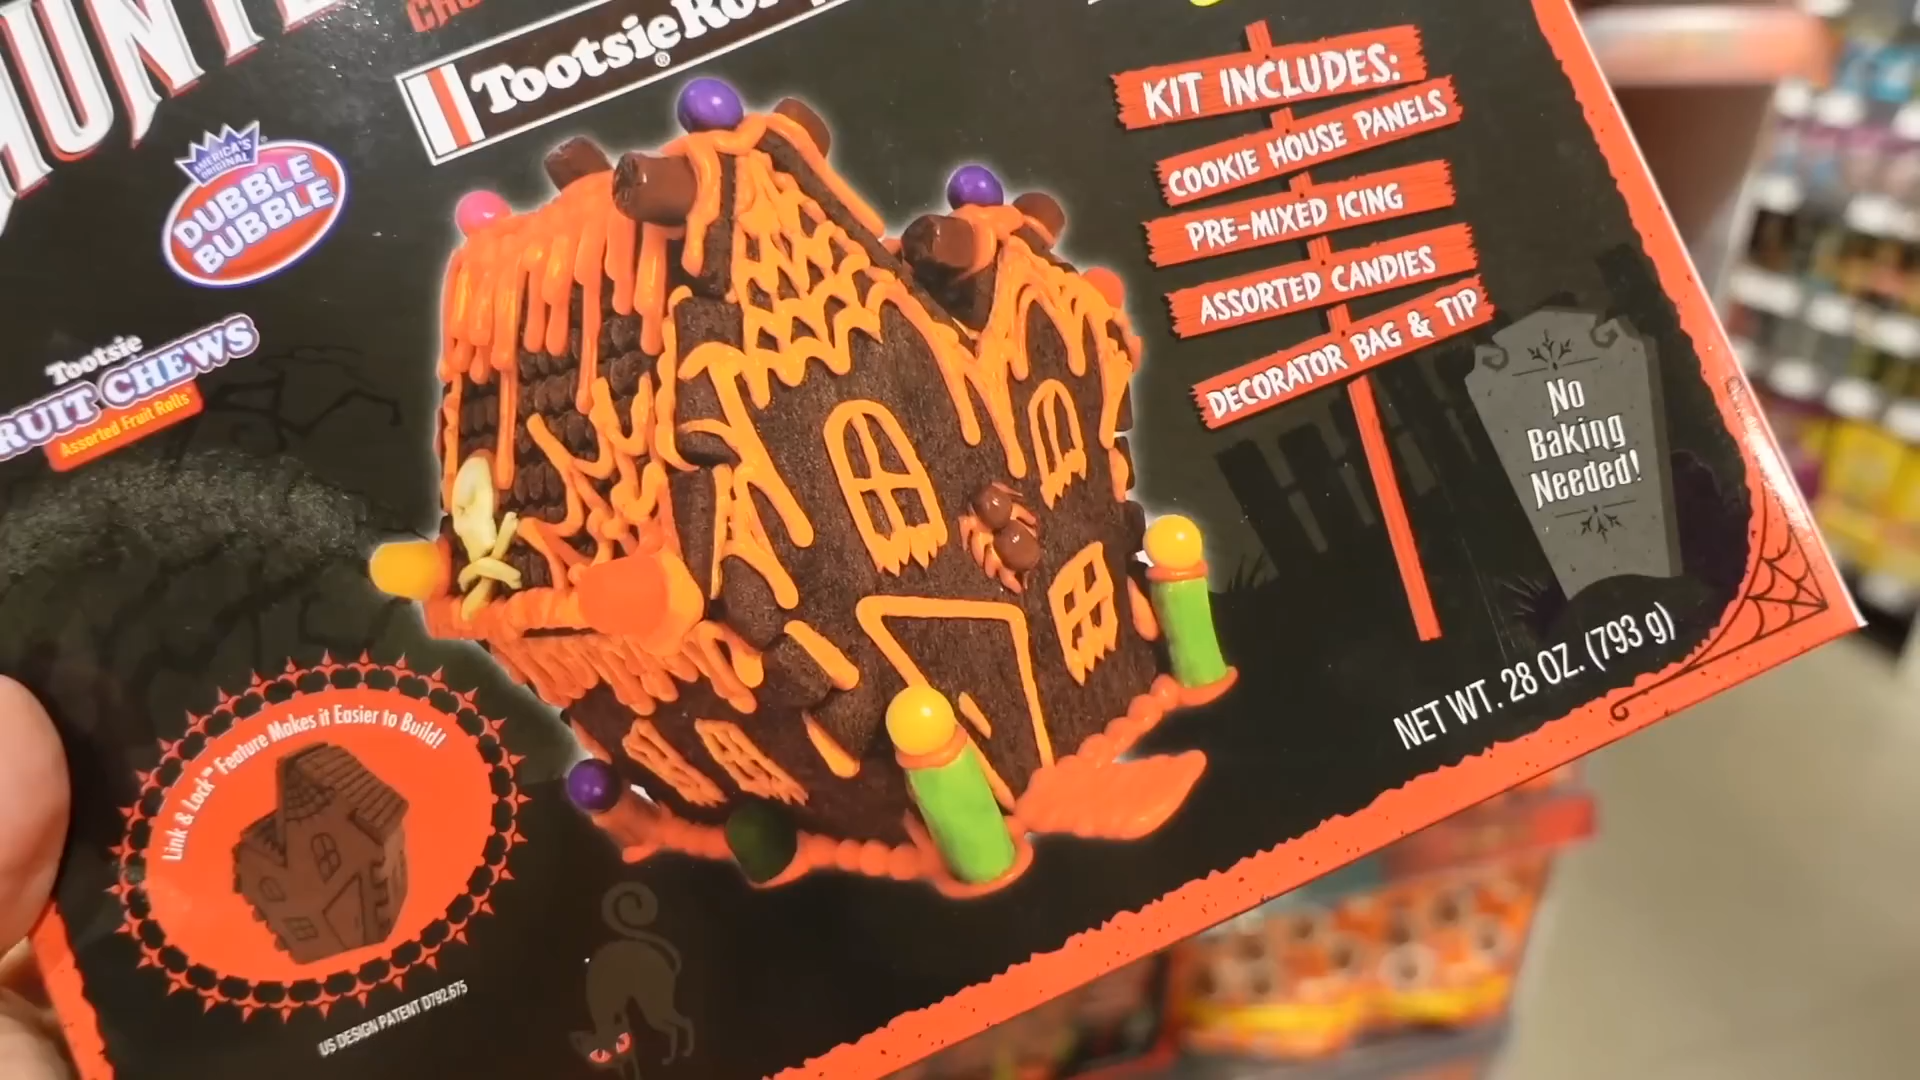 Tootsie Roll
AMERICA'S
ORIGINAL
DUBBLE
BUBBLE
Tootsie
FRUIT CHEWS
Assorted Fruit Rolls
KIT INCLUDES:
COOKIE HOUSE PANELS
PRE-MIXED ICING
ASSORTED CANDIES
DECORATOR BAG & TIP
No
Baking
Needed!
NET WT. 28 OZ. (793 g)
Link & Lock™ Feature Makes it Easier to Build!
US DESIGN PATENT D792,675